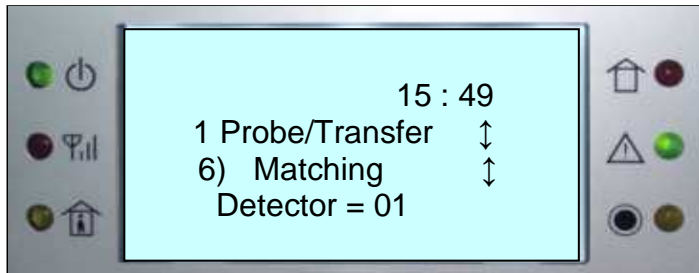 15 : 49
1 Probe/Transfer ↕
6) Matching ↕
Detector = 01